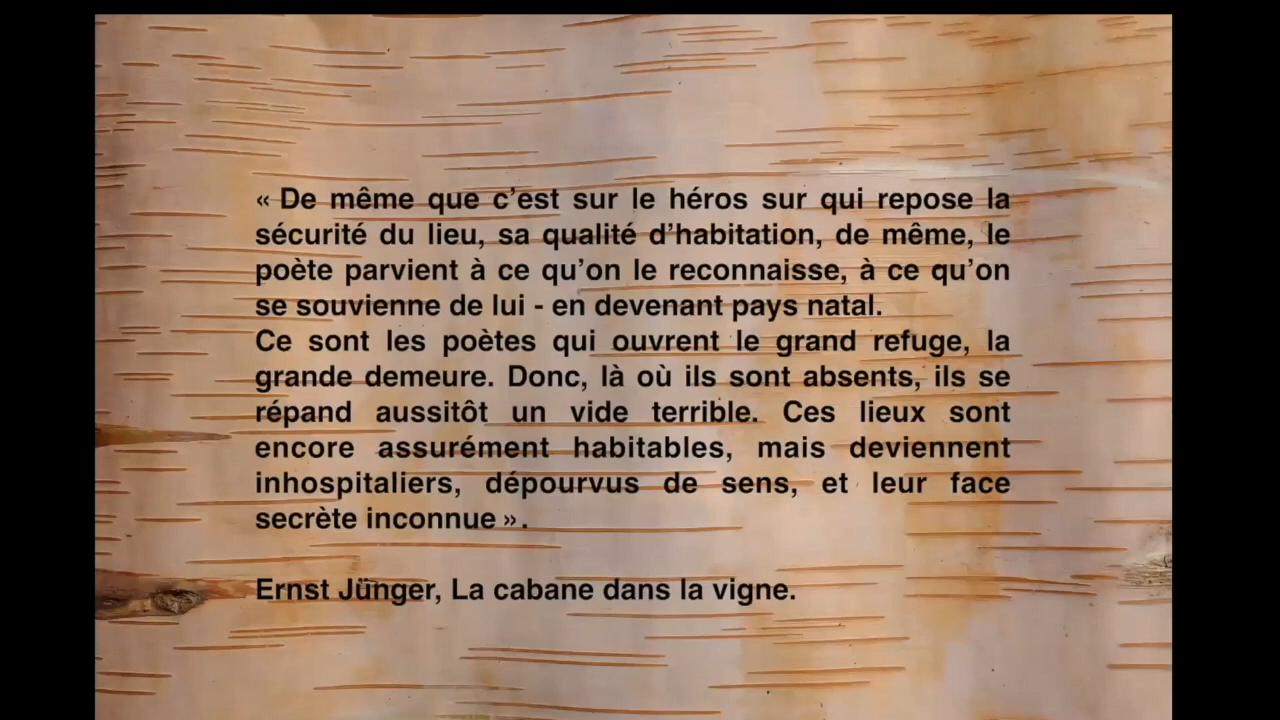 « De même que c’est sur le héros sur qui repose la
sécurité du lieu, sa qualité d’habitation, de même, le
poète parvient à ce qu’on le reconnaisse, à ce qu’on
se souvienne de lui - en devenant pays natal.
Ce sont les poètes qui ouvrent le grand refuge, la
grande demeure. Donc, là où ils sont absents, ils se
répand aussitôt un vide terrible. Ces lieux sont
encore assurément habitables, mais deviennent
inhospitaliers, dépourvus de sens, et leur face
secrète inconnue ».
Ernst Jünger, La cabane dans la vigne.